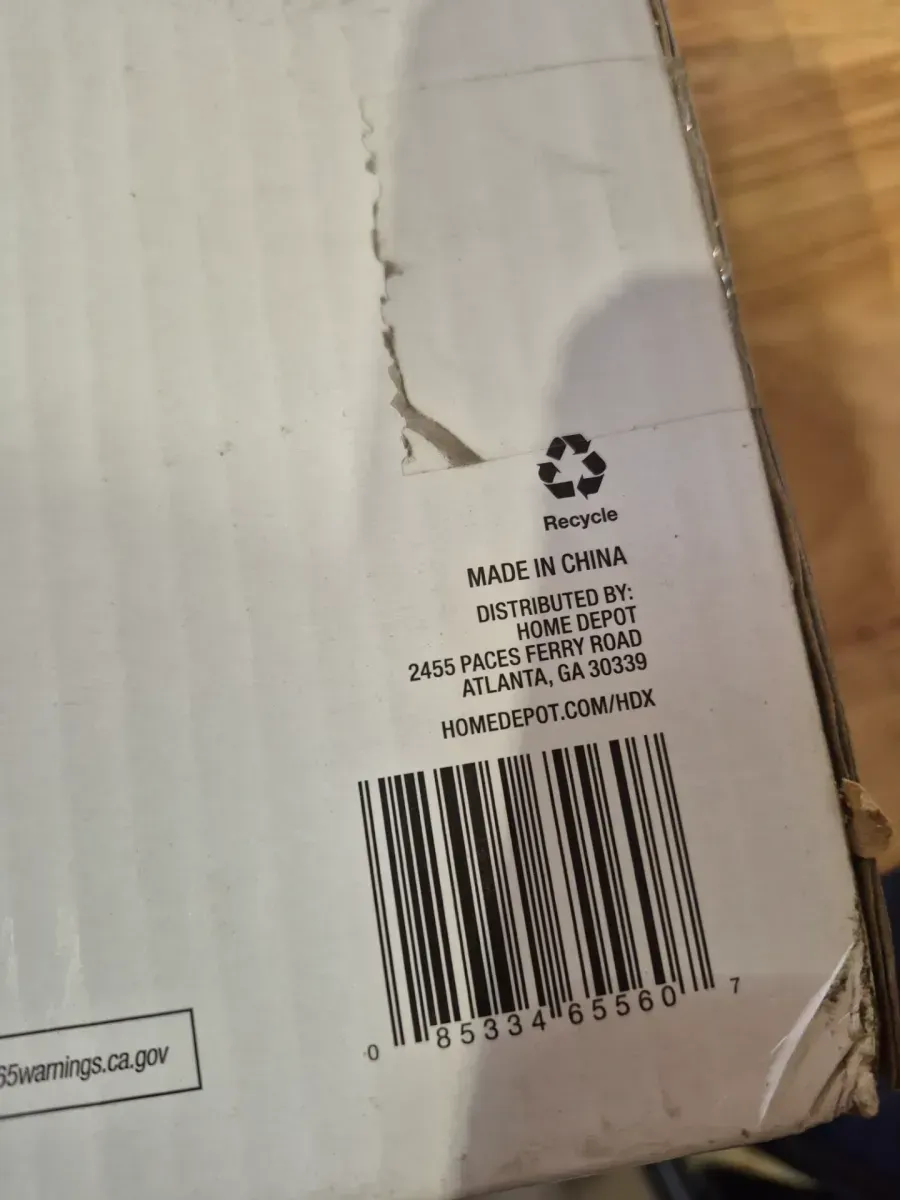 Recycle
MADE IN CHINA
DISTRIBUTED BY:
HOME DEPOT
2455 PACES FERRY ROAD
ATLANTA, GA 30339
HOMEDEPOT.COM/HDX
0 85334 65560 7
65warnings.ca.gov